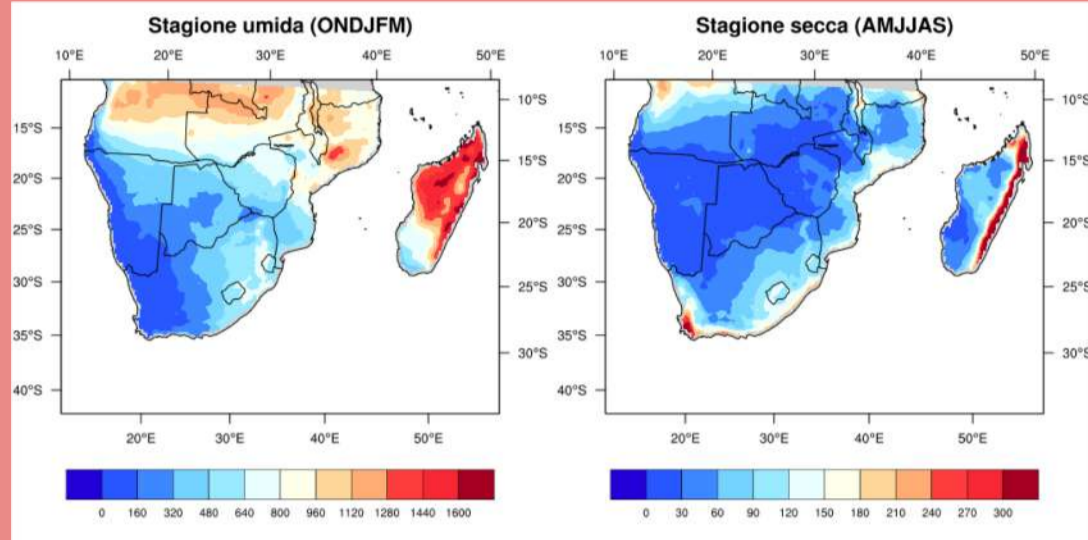 Stagione umida (ONDJFM)
10°E 20°E 30°E 40°E 50°E
10°S
15°S
15°S
20°S
20°S
25°S
25°S
30°S
35°S
30°S
40°S
20°E 30°E 40°E 50°E
0 160 320 480 640 800 960 1120 1280 1440 1600
Stagione secca (AMJJAS)
10°E 20°E 30°E 40°E 50°E
10°S
15°S
15°S
20°S
20°S
25°S
25°S
30°S
35°S
30°S
40°S
20°E 30°E 40°E 50°E
0 30 60 90 120 150 180 210 240 270 300